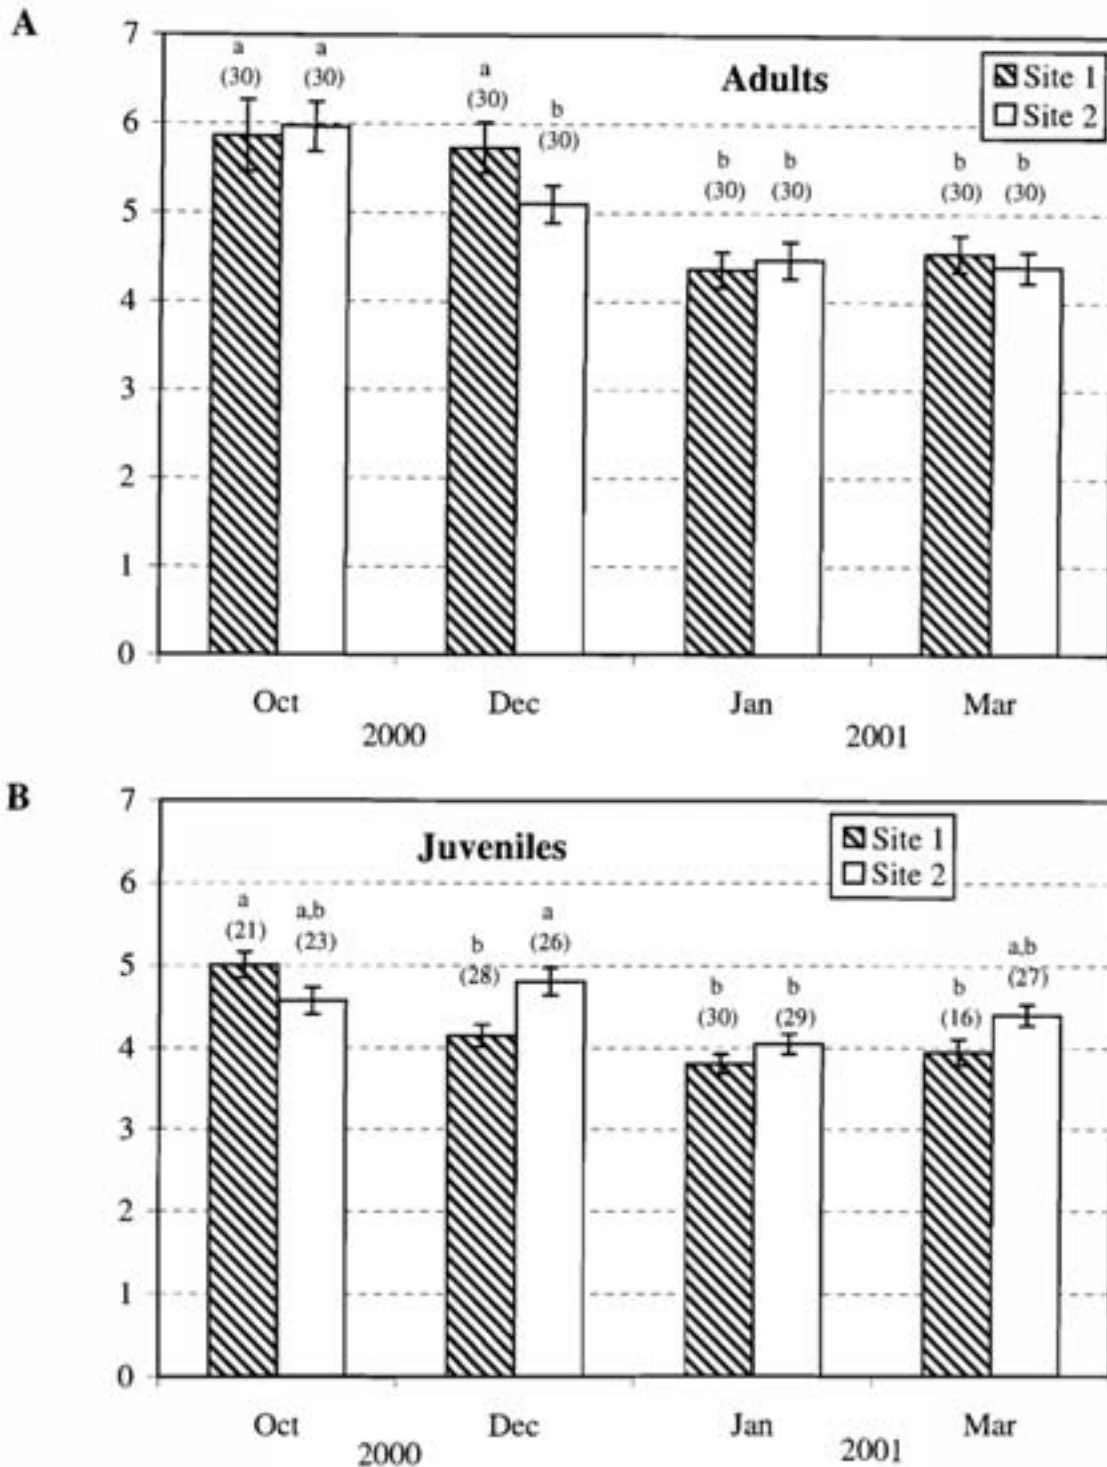 A
7
6
5
4
3
2
1
0
Adults
Site 1
Site 2
a
(30)
a
(30)
a
(30)
b
(30)
b
(30)
b
(30)
b
(30)
b
(30)
Oct Dec Jan Mar
2000 2001
B
7
6
5
4
3
2
1
0
Juveniles
Site 1
Site 2
a
(21)
a,b
(23)
b
(28)
a
(26)
b
(30)
b
(29)
b
(16)
a,b
(27)
Oct Dec Jan Mar
2000 2001